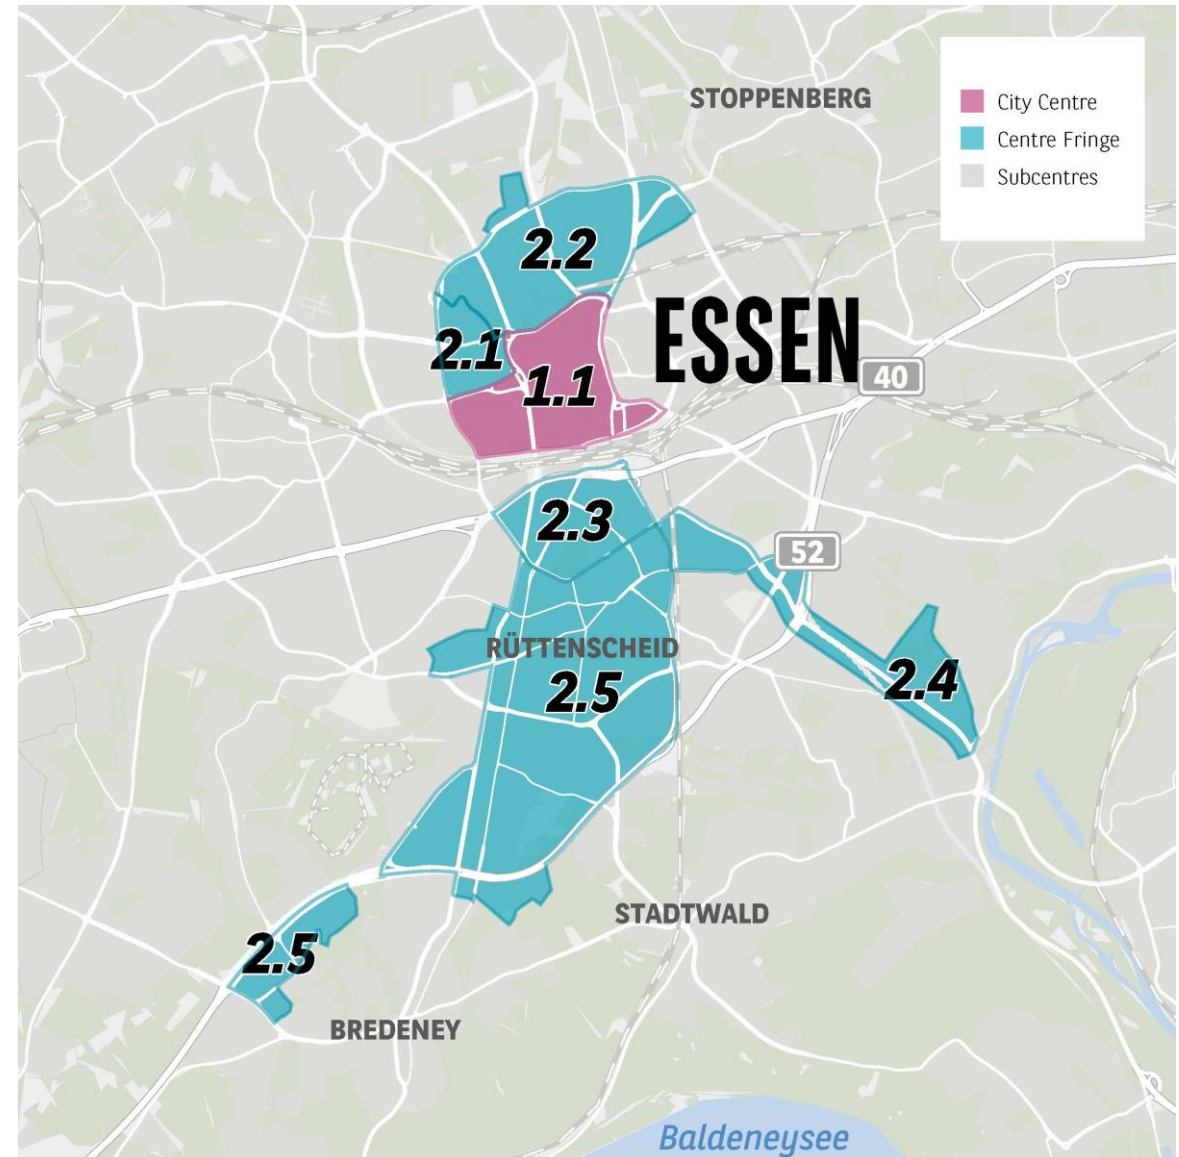 STOPPENBERG
City Centre
Centre Fringe
Subcentres
2.2
ESSEN
2.1
1.1
40
2.3
52
RÜTTENSCHEID
2.5
2.4
STADTWALD
2.5
BREDENEY
Baldeneysee